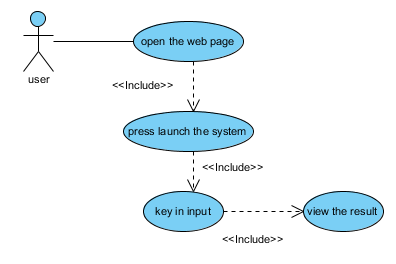 open the web page
user
<<Include>>
press launch the system
<<Include>>
key in input
view the result
<<Include>>